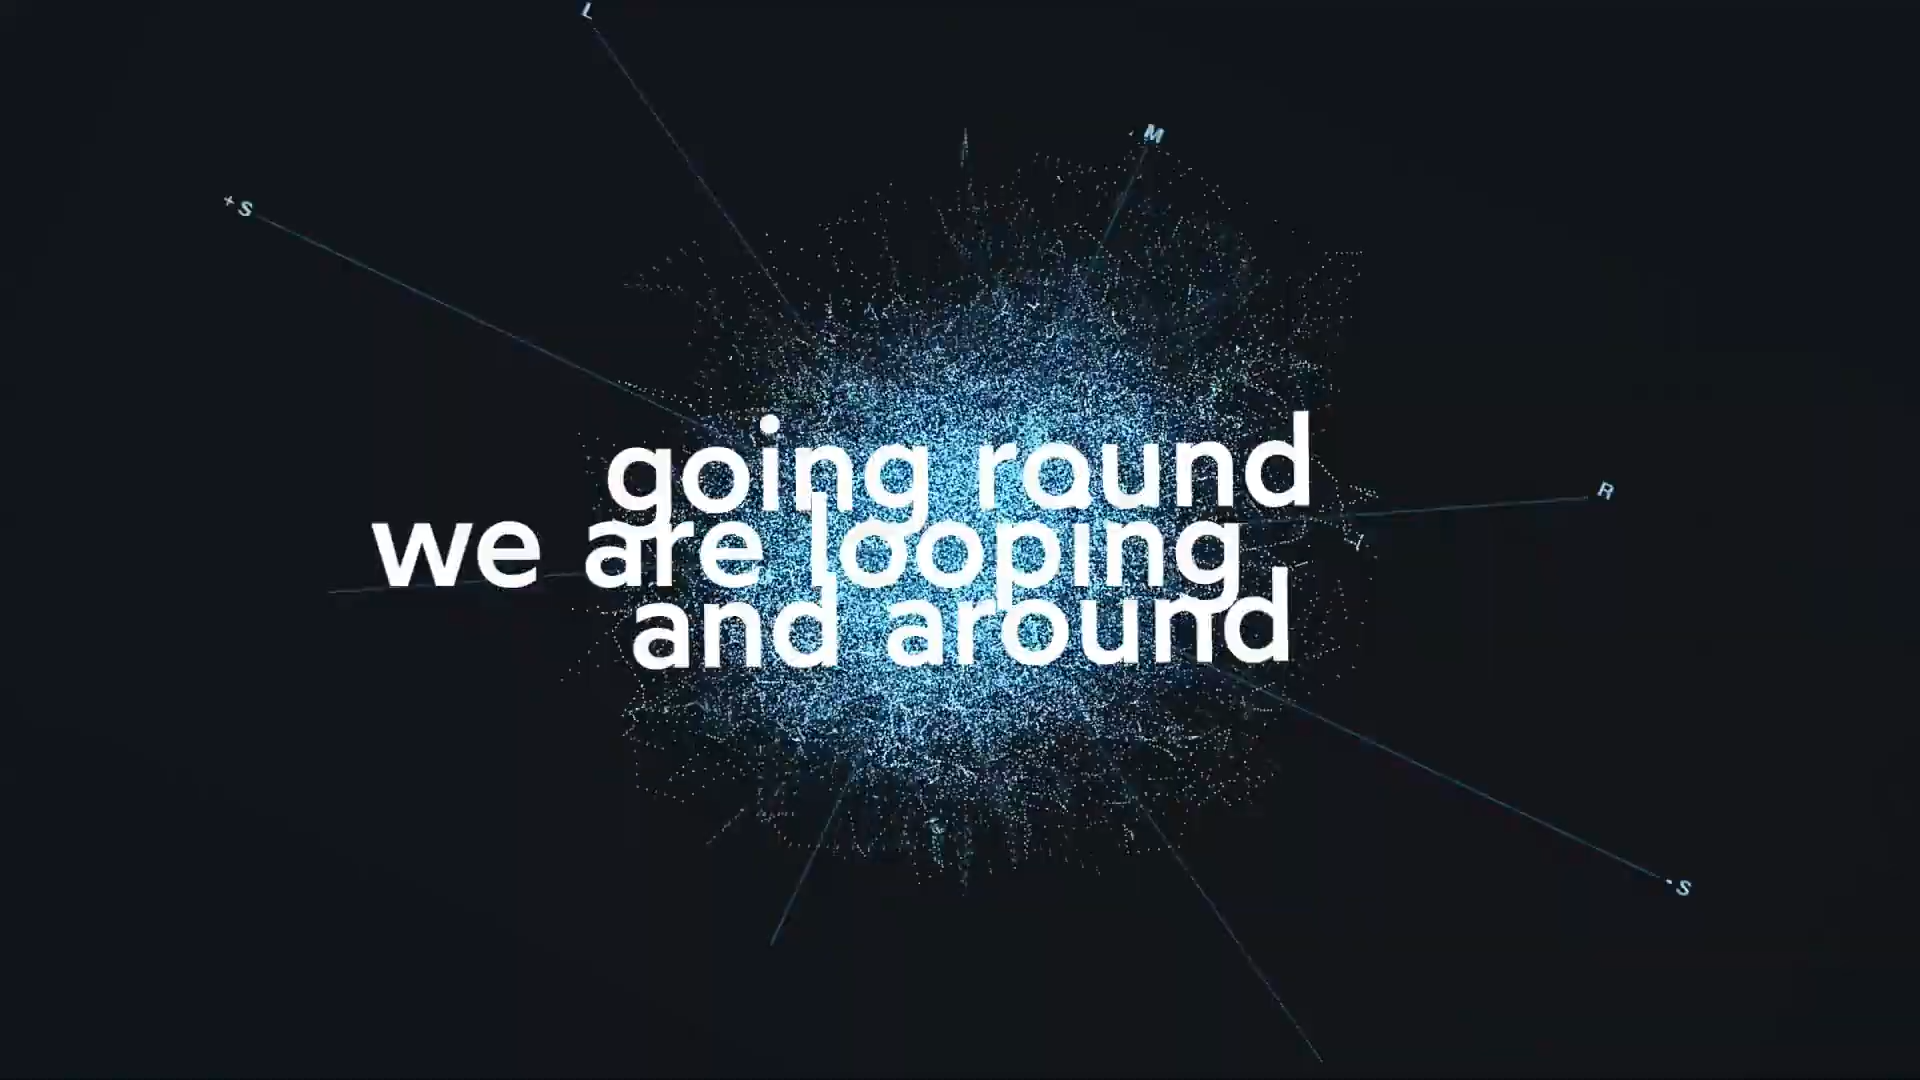 L
M
+S
going round
R
we are looping
and around
-S